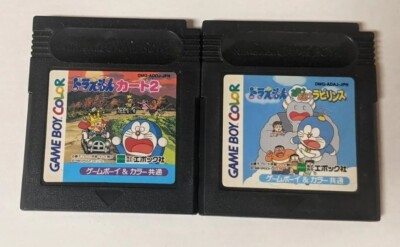 GAME BOY COLOR
ドラえもん
カート2
エポック社
ゲームボーイ & カラー共通
GAME BOY COLOR
ドラえもん
ラビリンス
エポック社
ゲームボーイ & カラー共通